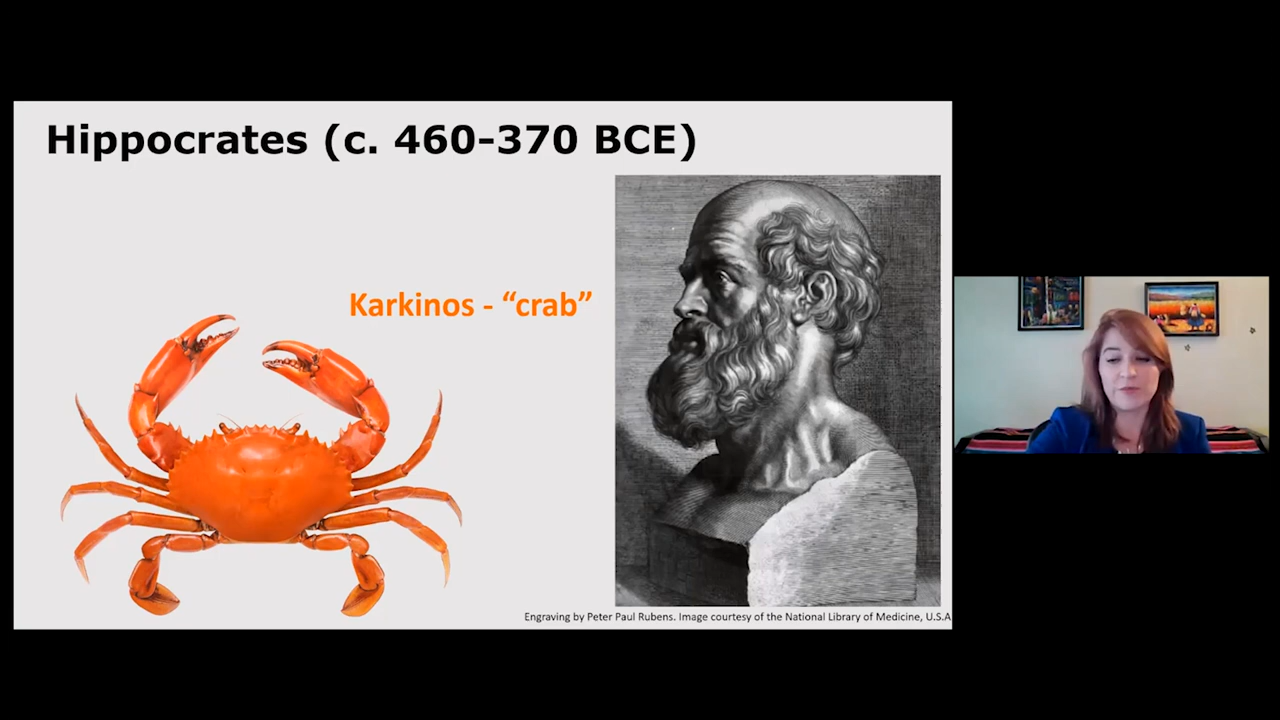 Hippocrates (c. 460-370 BCE)
Karkinos - “crab”
Engraving by Peter Paul Rubens. Image courtesy of the National Library of Medicine, U.S.A